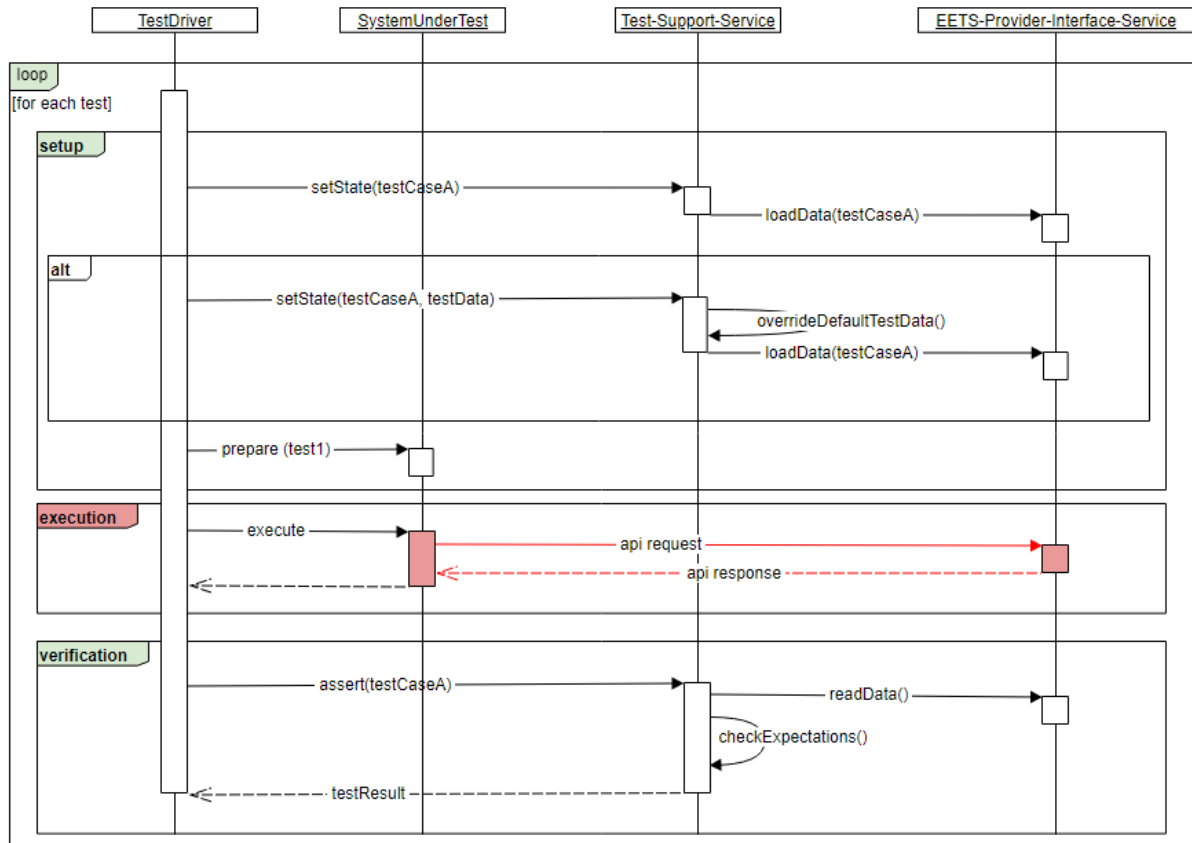 TestDriver
SystemUnderTest
Test-Support-Service
EETS-Provider-Interface-Service
loop
[for each test]
setup
setState(testCaseA)
loadData(testCaseA)
alt
setState(testCaseA, testData)
overrideDefaultTestData()
loadData(testCaseA)
prepare (test1)
execution
execute
api request
api response
verification
assert(testCaseA)
readData()
checkExpectations()
testResult